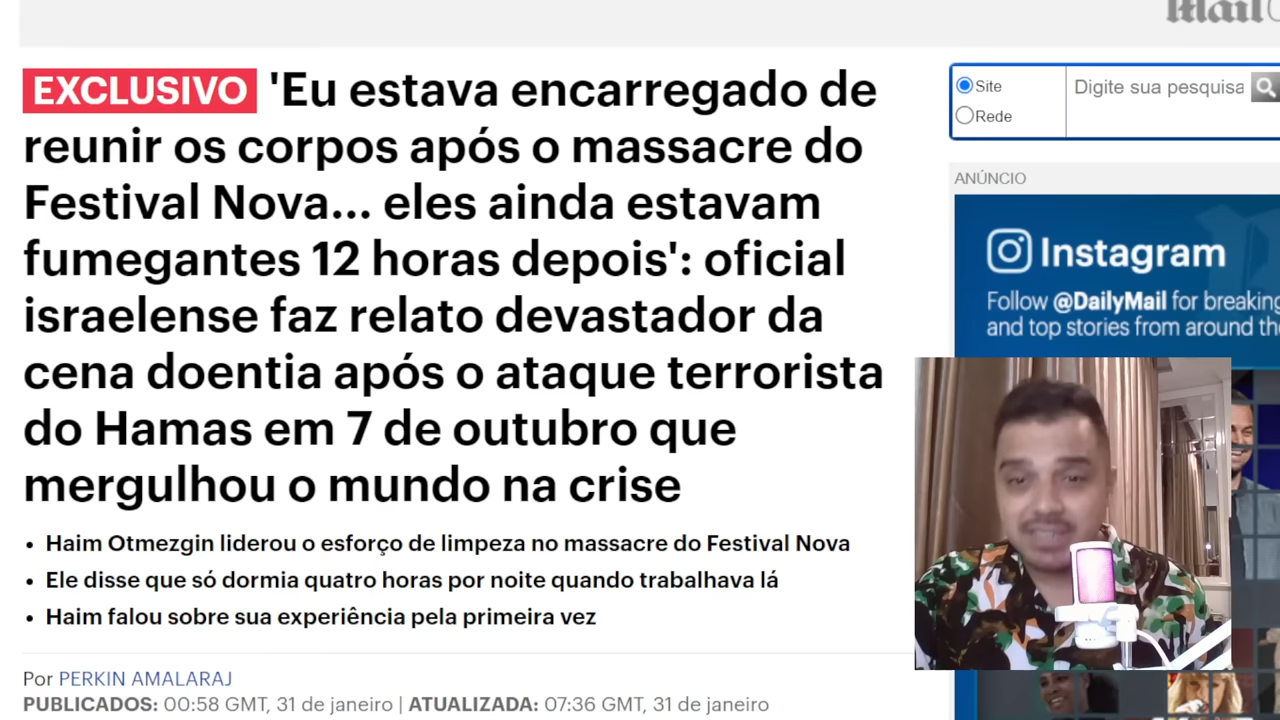 Mail
EXCLUSIVO 'Eu estava encarregado de
reunir os corpos após o massacre do
Festival Nova... eles ainda estavam
fumegantes 12 horas depois': oficial
israelense faz relato devastador da
cena doentia após o ataque terrorista
do Hamas em 7 de outubro que
mergulhou o mundo na crise
• Haim Otmezgin liderou o esforço de limpeza no massacre do Festival Nova
• Ele disse que só dormia quatro horas por noite quando trabalhava lá
• Haim falou sobre sua experiência pela primeira vez
Por PERKIN AMALARAJ
PUBLICADOS: 00:58 GMT, 31 de janeiro | ATUALIZADA: 07:36 GMT, 31 de janeiro
Site
Rede
Digite sua pesquisa
ANÚNCIO
Instagram
Follow @DailyMail for breaking
and top stories from around the